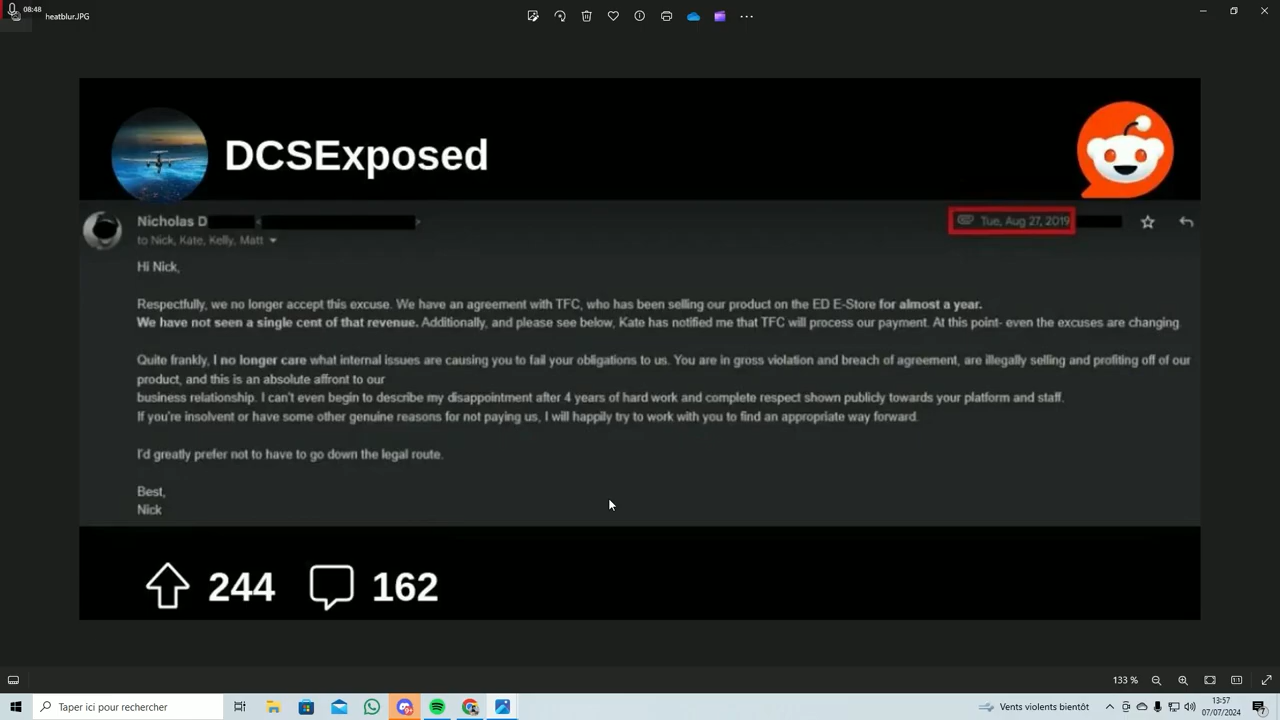 08:48
heatblur.JPG
DCSExposed
Nicholas D
Tue, Aug 27, 2019
to Nick, Kate, Kelly, Matt
Hi Nick,
Respectfully, we no longer accept this excuse. We have an agreement with TFC, who has been selling our product on the ED E-Store for almost a year.
We have not seen a single cent of that revenue. Additionally, and please see below, Kate has notified me that TFC will process our payment. At this point- even the excuses are changing.
Quite frankly, I no longer care what internal issues are causing you to fail your obligations to us. You are in gross violation and breach of agreement, are illegally selling and profiting off of our
product, and this is an absolute affront to our
business relationship. I can't even begin to describe my disappointment after 4 years of hard work and complete respect shown publicly towards your platform and staff.
If you're insolvent or have some other genuine reasons for not paying us, I will happily try to work with you to find an appropriate way forward.
I'd greatly prefer not to have to go down the legal route.
Best,
Nick
244 162
133 %
Taper ici pour rechercher
Vents violents bientôt
13:57
07/07/2024